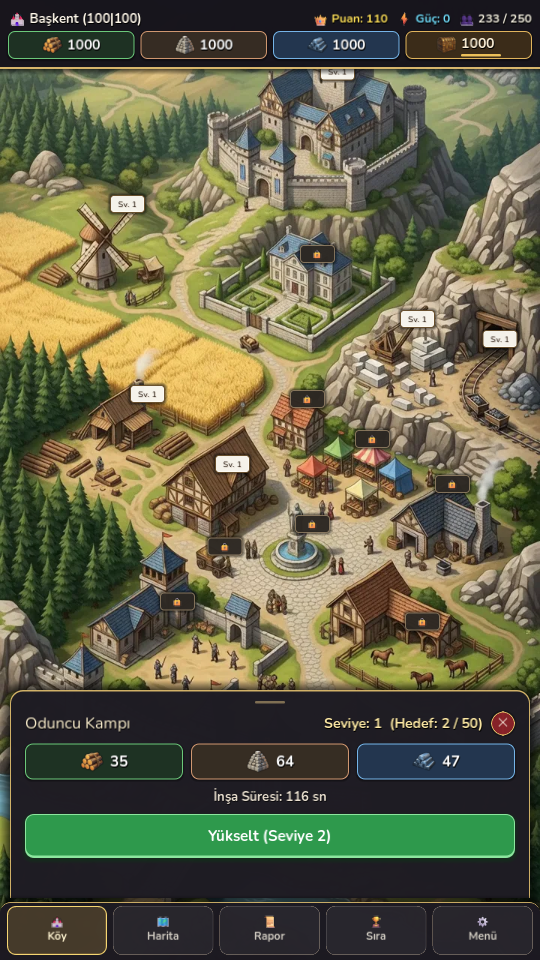 Başkent (100|100)
Puan: 110
Güç: 0
233 / 250
1000
1000
1000
1000
Sv. 1
Sv. 1
Sv. 1
Sv. 1
Sv. 1
Sv. 1
Oduncu Kampı
Seviye: 1 (Hedef: 2 / 50)
35
64
47
İnşa Süresi: 116 sn
Yükselt (Seviye 2)
Köy
Harita
Rapor
Sıra
Menü